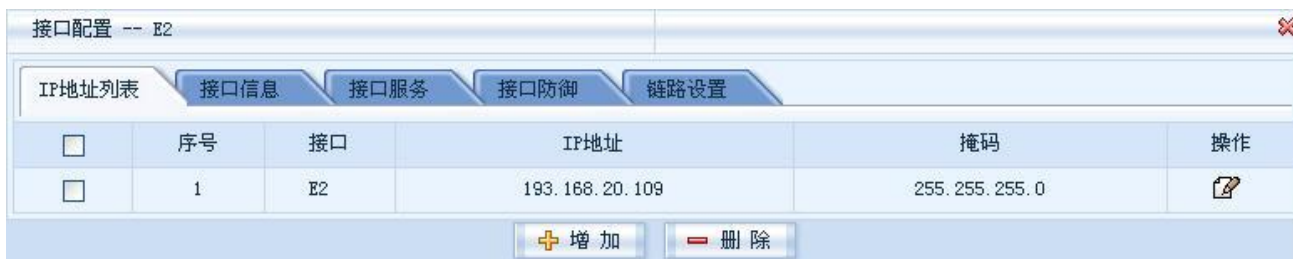 接口配置 -- E2
IP地址列表 接口信息 接口服务 接口防御 链路设置
序号 接口 IP地址 掩码 操作
1 E2 193.168.20.109 255.255.255.0
增 加 删 除